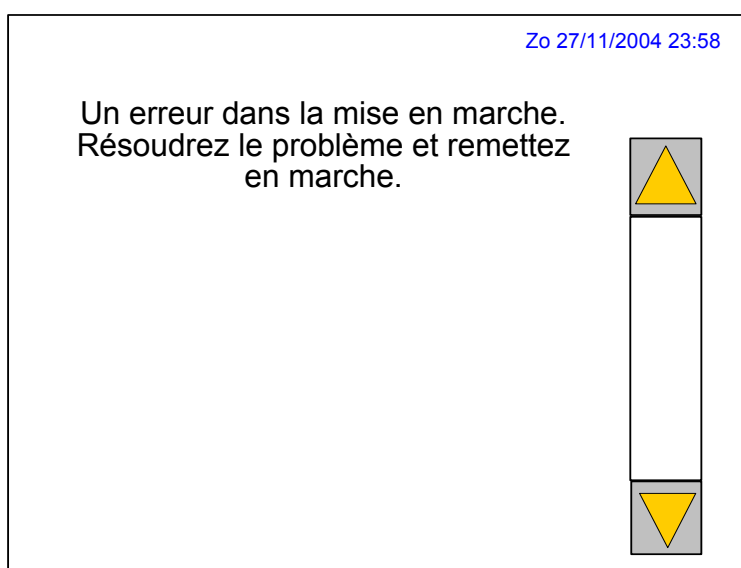 Zo 27/11/2004 23:58
Un erreur dans la mise en marche.
Résoudrez le problème et remettez
en marche.